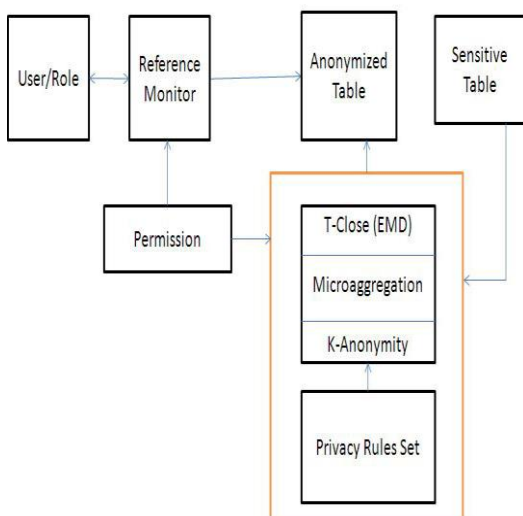 User/Role
Reference
Monitor
Anonymized
Table
Sensitive
Table
Permission
T-Close (EMD)
Microaggregation
K-Anonymity
Privacy Rules Set